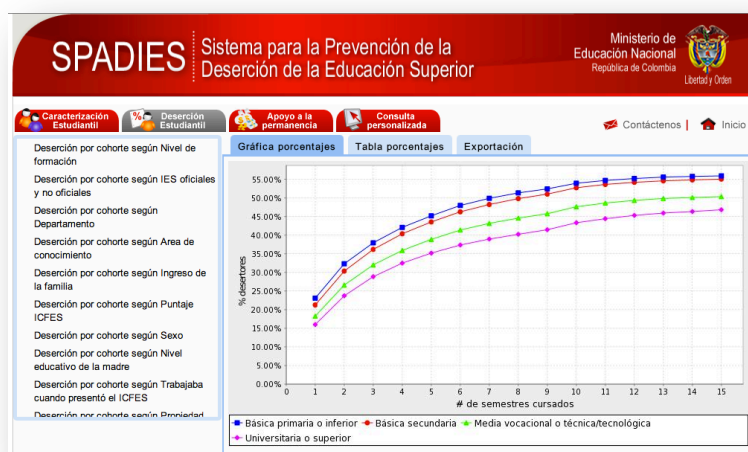 SPADIES
Sistema para la Prevención de la
Deserción de la Educación Superior
Ministerio de
Educación Nacional
República de Colombia
Libertad y Orden
Caracterización
Estudiantil
%
Deserción
Estudiantil
Apoyo a la
permanencia
Consulta
personalizada
Contáctenos |
Inicio
Deserción por cohorte según Nivel de
formación
Deserción por cohorte según IES oficiales
y no oficiales
Deserción por cohorte según
Departamento
Deserción por cohorte según Area de
conocimiento
Deserción por cohorte según Ingreso de
la familia
Deserción por cohorte según Puntaje
ICFES
Deserción por cohorte según Sexo
Deserción por cohorte según Nivel
educativo de la madre
Deserción por cohorte según Trabajaba
cuando presentó el ICFES
Deserción por cohorte según Propiedad
Gráfica porcentajes
Tabla porcentajes
Exportación
% desertores
55.00%
50.00%
45.00%
40.00%
35.00%
30.00%
25.00%
20.00%
15.00%
10.00%
5.00%
0.00%
0 1 2 3 4 5 6 7 8 9 10 11 12 13 14 15
# de semestres cursados
Básica primaria o inferior Básica secundaria Media vocacional o técnica/tecnológica
Universitaria o superior